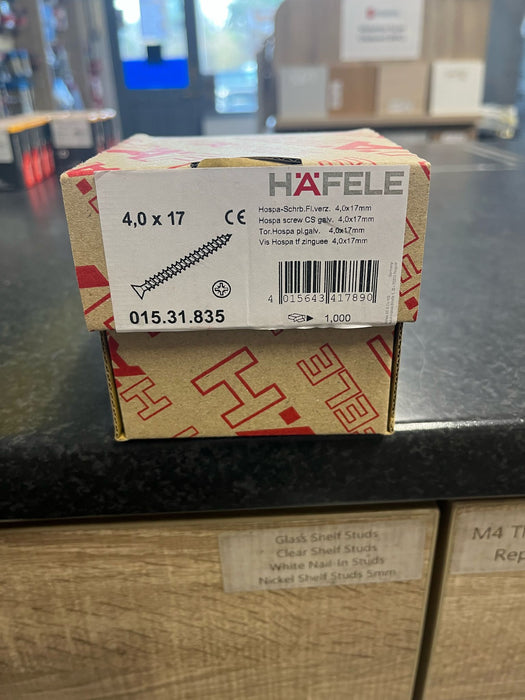 HÄFELE
4,0 x 17
CE
Hospa-Schrb.Fl.verz. 4,0x17mm
Hospa screw CS galv. 4,0x17mm
Tor.Hospa pl.galv. 4,0x17mm
Vis Hospa tf zinguee 4,0x17mm
4 015643 417890
015.31.835
1,000
Glass Shelf Studs
Clear Shelf Studs
White Nail In Studs
Nickel Shelf Studs 5mm
M4